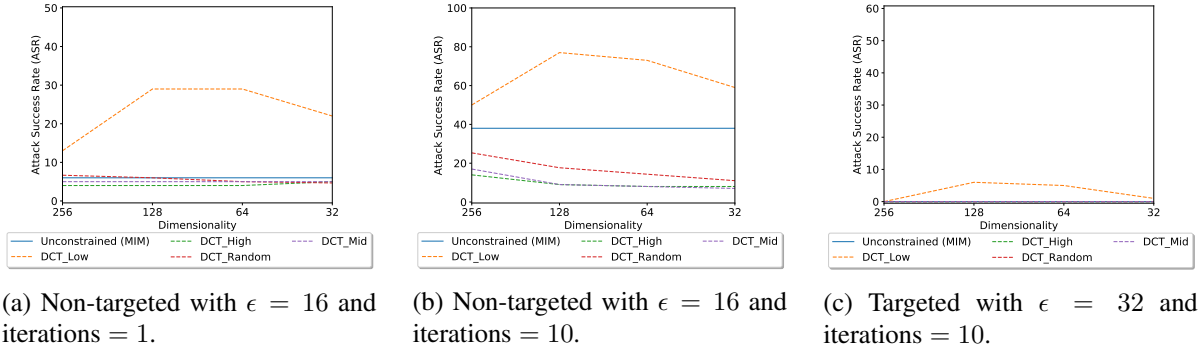 50
40
30
20
10
0
Attack Success Rate (ASR)
256 128 64 32
Dimensionality
Unconstrained (MIM) DCT_High DCT_Mid
DCT_Low DCT_Random
(a) Non-targeted with ϵ = 16 and
iterations = 1.
100
80
60
40
20
0
Attack Success Rate (ASR)
256 128 64 32
Dimensionality
Unconstrained (MIM) DCT_High DCT_Mid
DCT_Low DCT_Random
(b) Non-targeted with ϵ = 16 and
iterations = 10.
60
50
40
30
20
10
0
Attack Success Rate (ASR)
256 128 64 32
Dimensionality
Unconstrained (MIM) DCT_High DCT_Mid
DCT_Low DCT_Random
(c) Targeted with ϵ = 32 and
iterations = 10.